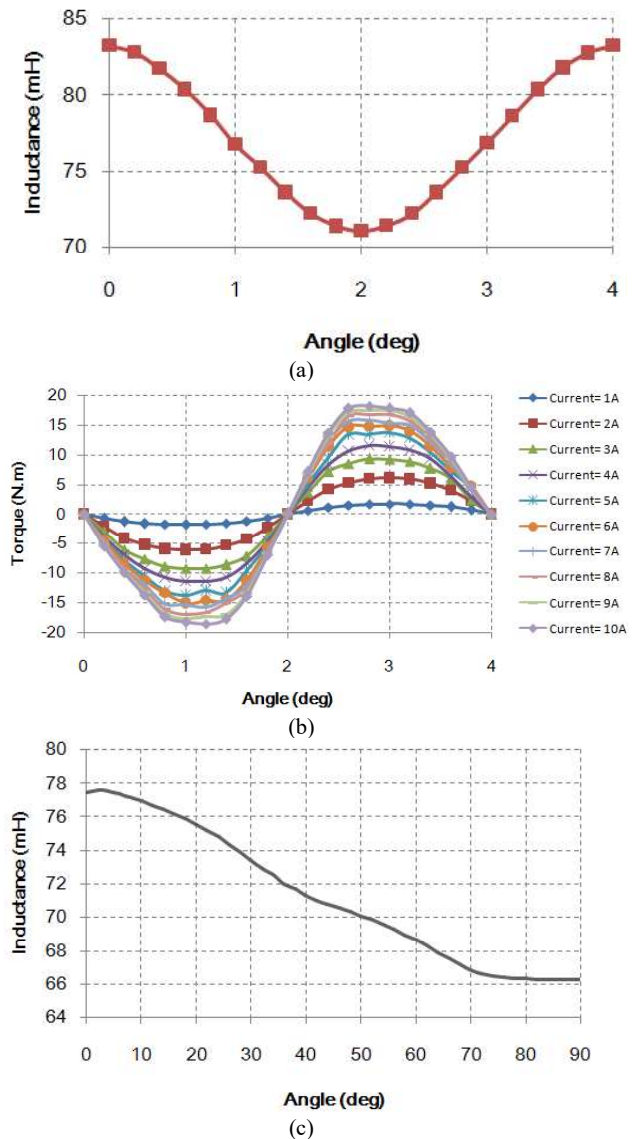 85
80
75
70
Inductance (mH)
0 1 2 3 4
Angle (deg)
(a)
20
15
10
5
0
-5
-10
-15
-20
Torque (N.m)
0 1 2 3 4
Angle (deg)
Current= 1A
Current= 2A
Current= 3A
Current= 4A
Current= 5A
Current= 6A
Current= 7A
Current= 8A
Current= 9A
Current= 10A
(b)
80
78
76
74
72
70
68
66
64
Inductance (mH)
0 10 20 30 40 50 60 70 80 90
Angle (deg)
(c)